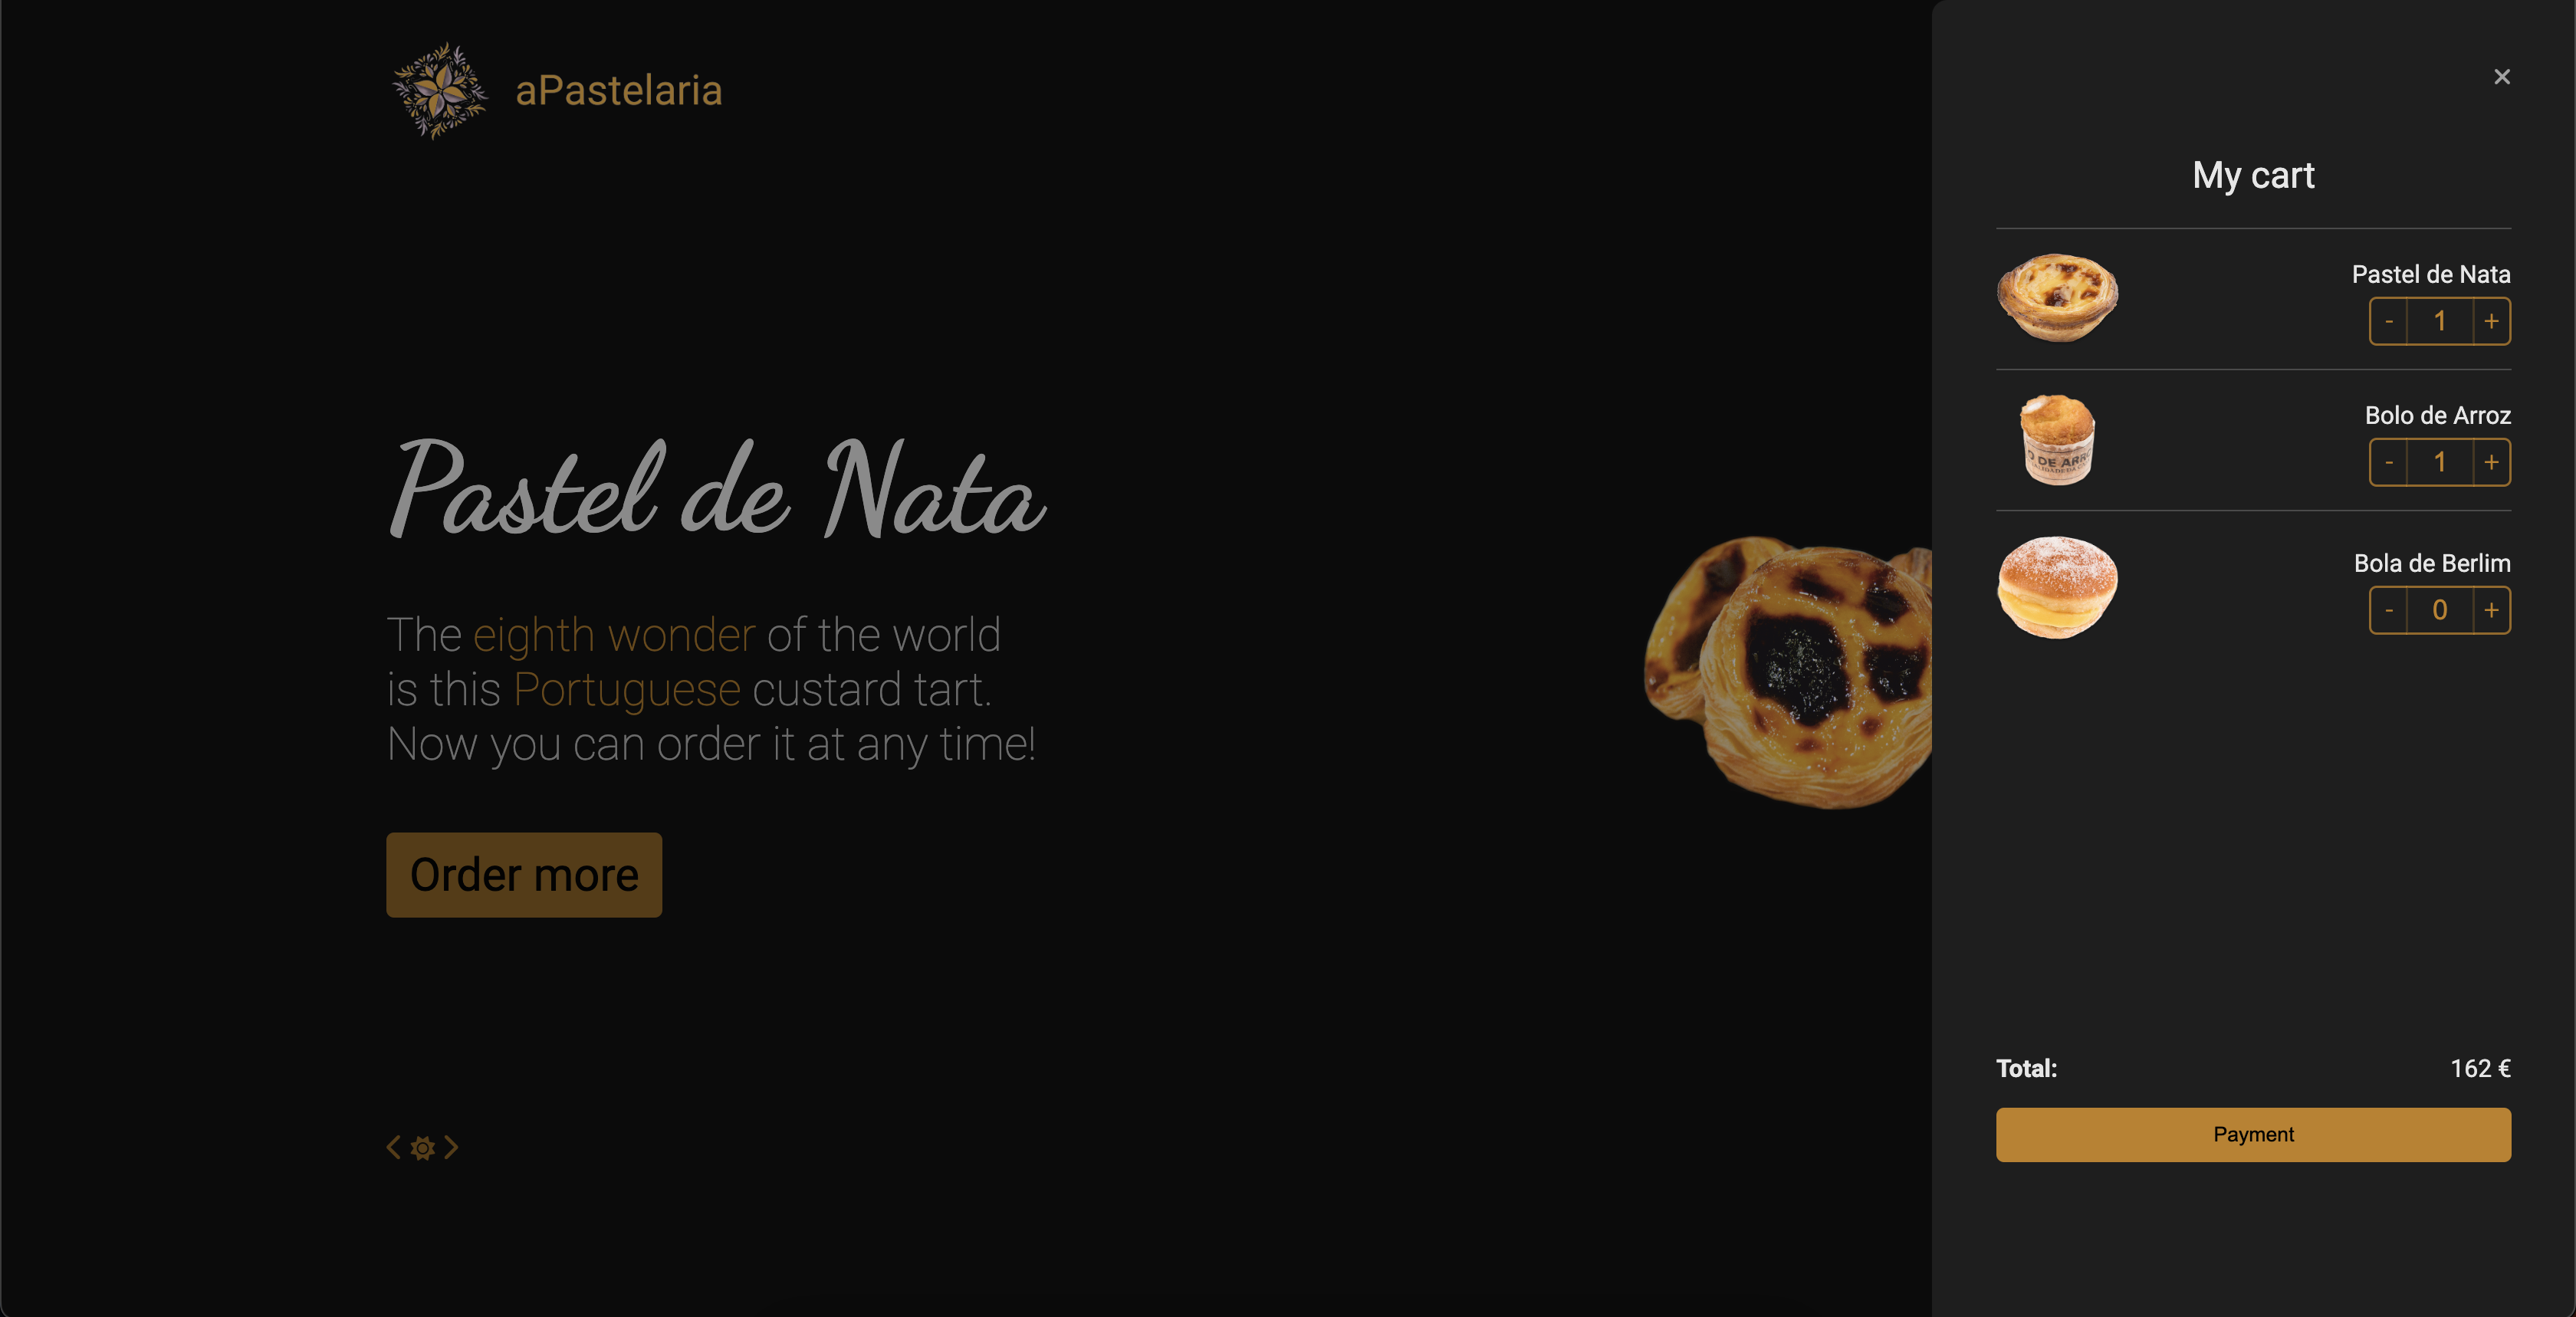 aPastelaria
Pastel de Nata
The eighth wonder of the world
is this Portuguese custard tart.
Now you can order it at any time!
Order more
My cart
Pastel de Nata
- 1 +
Bolo de Arroz
- 1 +
DE ARR
Bola de Berlim
- 0 +
Total: 162 €
Payment